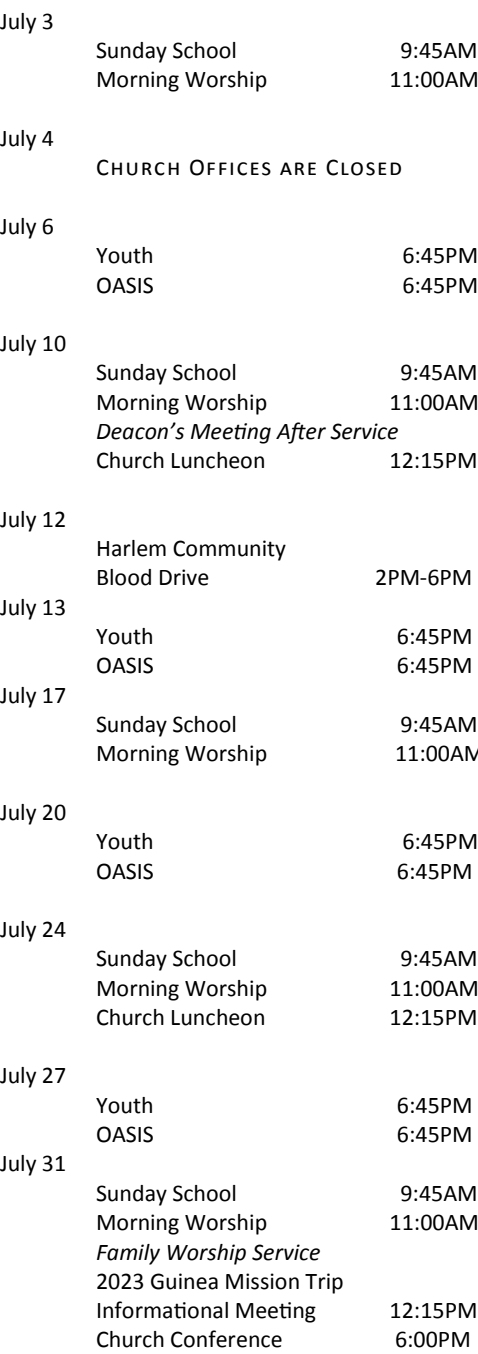 July 3
Sunday School 9:45AM
Morning Worship 11:00AM
July 4
CHURCH OFFICES ARE CLOSED
July 6
Youth 6:45PM
OASIS 6:45PM
July 10
Sunday School 9:45AM
Morning Worship 11:00AM
Deacon’s Meeting After Service
Church Luncheon 12:15PM
July 12
Harlem Community
Blood Drive 2PM-6PM
July 13
Youth 6:45PM
OASIS 6:45PM
July 17
Sunday School 9:45AM
Morning Worship 11:00AM
July 20
Youth 6:45PM
OASIS 6:45PM
July 24
Sunday School 9:45AM
Morning Worship 11:00AM
Church Luncheon 12:15PM
July 27
Youth 6:45PM
OASIS 6:45PM
July 31
Sunday School 9:45AM
Morning Worship 11:00AM
Family Worship Service
2023 Guinea Mission Trip
Informational Meeting 12:15PM
Church Conference 6:00PM